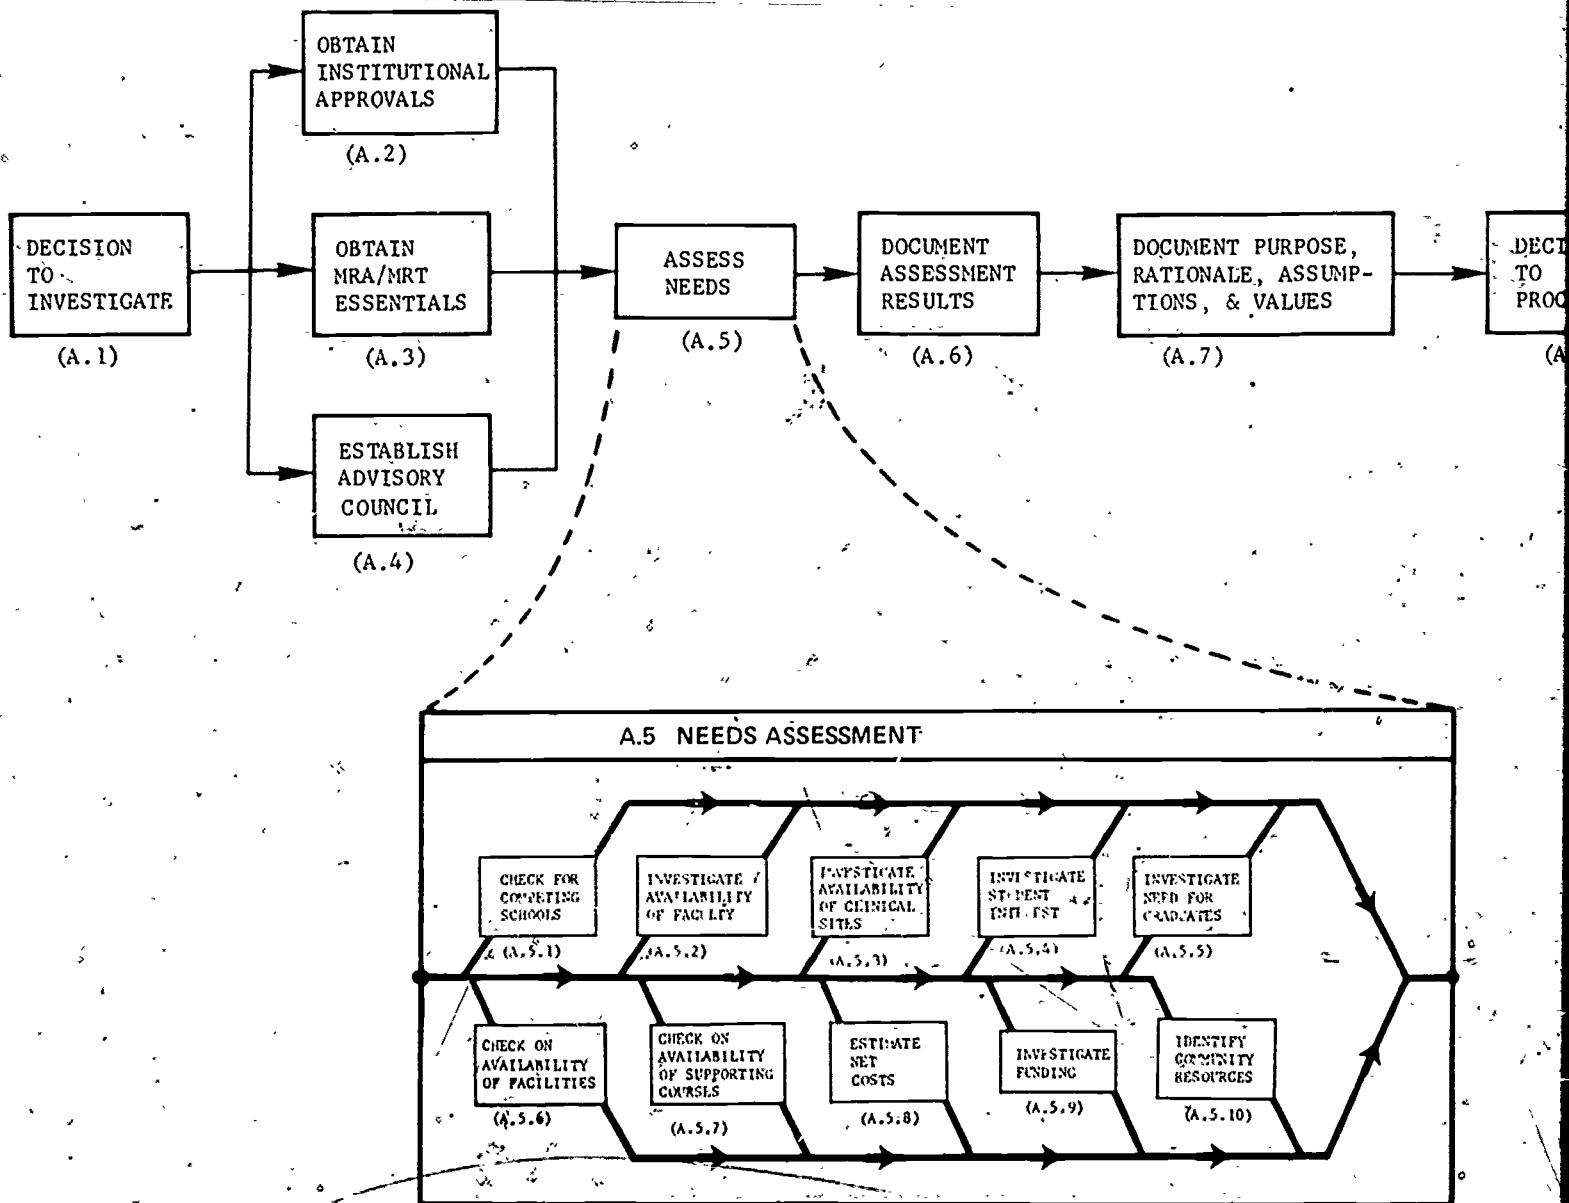 OBTAIN
INSTITUTIONAL
APPROVALS
(A.2)
DECISION
TO
INVESTIGATE
(A.1)
OBTAIN
MRA/MRT
ESSENTIALS
(A.3)
ESTABLISH
ADVISORY
COUNCIL
(A.4)
ASSESS
NEEDS
(A.5)
DOCUMENT
ASSESSMENT
RESULTS
(A.6)
DOCUMENT PURPOSE,
RATIONALE, ASSUMP-
TIONS, & VALUES
(A.7)
TO
A.5 NEEDS ASSESSMENT
CHECK FOR
COMPETING
SCHOOLS
(A.5.1)
INVESTIGATE
AVAILABILITY
OF FACULTY
(A.5.2)
INVESTIGATE
AVAILABILITY
OF CLINICAL
SITES
(A.5.3)
INVESTIGATE
STUDENT
INTEREST
(A.5.4)
INVESTIGATE
NEED FOR
GRADUATES
(A.5.5)
CHECK ON
AVAILABILITY
OF FACILITIES
(A.5.6)
CHECK ON
AVAILABILITY
OF SUPPORTING
COURSES
(A.5.7)
ESTIMATE
NET
COSTS
(A.5.8)
INVESTIGATE
FUNDING
(A.5.9)
IDENTIFY
COMMUNITY
RESOURCES
(A.5.10)